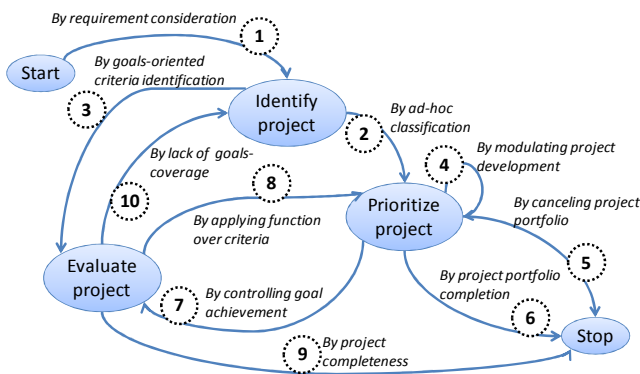 By requirement consideration
1
Start
By goals-oriented
criteria identification
3
Identify
project
2
By ad-hoc
classification
4
By modulating project
development
By lack of goals-
coverage
10
8
By applying function
over criteria
Prioritize
project
By canceling project
portfolio
5
Evaluate
project
7
By controlling goal
achievement
By project portfolio
completion
6
Stop
9
By project
completeness